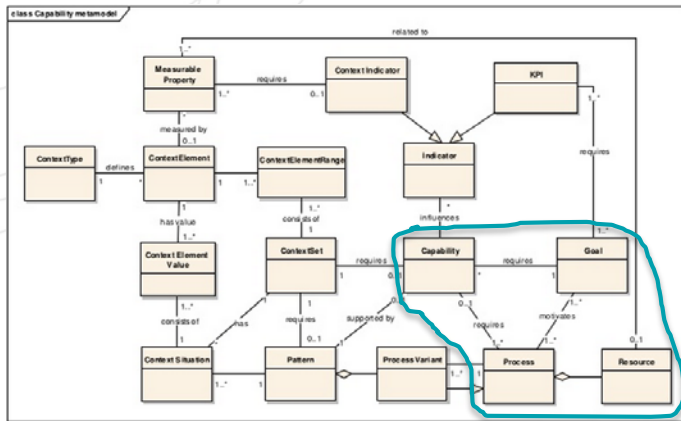 class Capability metamodel
related to
1..*
Measurable
Property
requires
1..*
0..1
Context Indicator
KPI
1..*
*
measured by
0..1
requires
ContextType
defines
1
*
ContextElement
1
1..*
ContextElementRange
Indicator
1
has value
1..*
1..*
consists of
1
*
influences
Context Element
Value
ContextSet
requires
1
0..1
Capability
requires
*
1
Goal
1..*
1..*
consists of
1
has
1
requires
0..1
supported by
0..1
requires
1..*
motivates
1..*
1..*
0..1
Context Situation
1..*
1
Pattern
ProcessVariant
1..*
1
Process
Resource